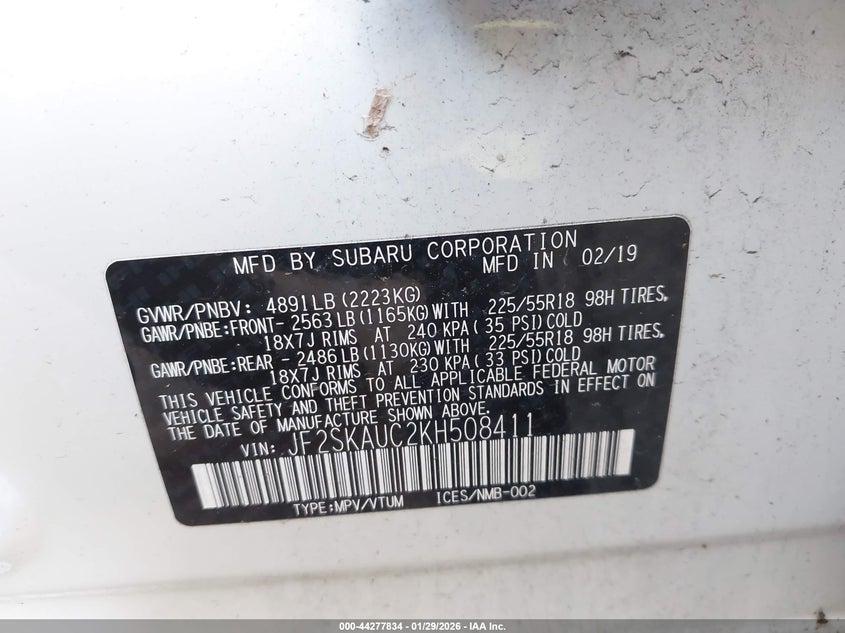 MFD BY SUBARU CORPORATION
MFD IN 02/19
GVWR/PNBV: 4891LB(2223KG)
GAWR/PNBE:FRONT- 2563LB(1165KG)WITH 225/55R18 98H TIRES,
18X7J RIMS AT 240 KPA(35 PSI)COLD
GAWR/PNBE:REAR - 2486LB(1130KG)WITH 225/55R18 98H TIRES,
18X7J RIMS AT 230 KPA(33 PSI)COLD
THIS VEHICLE CONFORMS TO ALL APPLICABLE FEDERAL MOTOR
VEHICLE SAFETY AND THEFT PREVENTION STANDARDS IN EFFECT ON
THE DATE OF MANUFACTURE SHOWN ABOVE.
VIN: JF2SKAUC2KH508411
TYPE:MPV/VTUM ICES/NMB-002
000-44277834 - 01/29/2026 - IAA Inc.